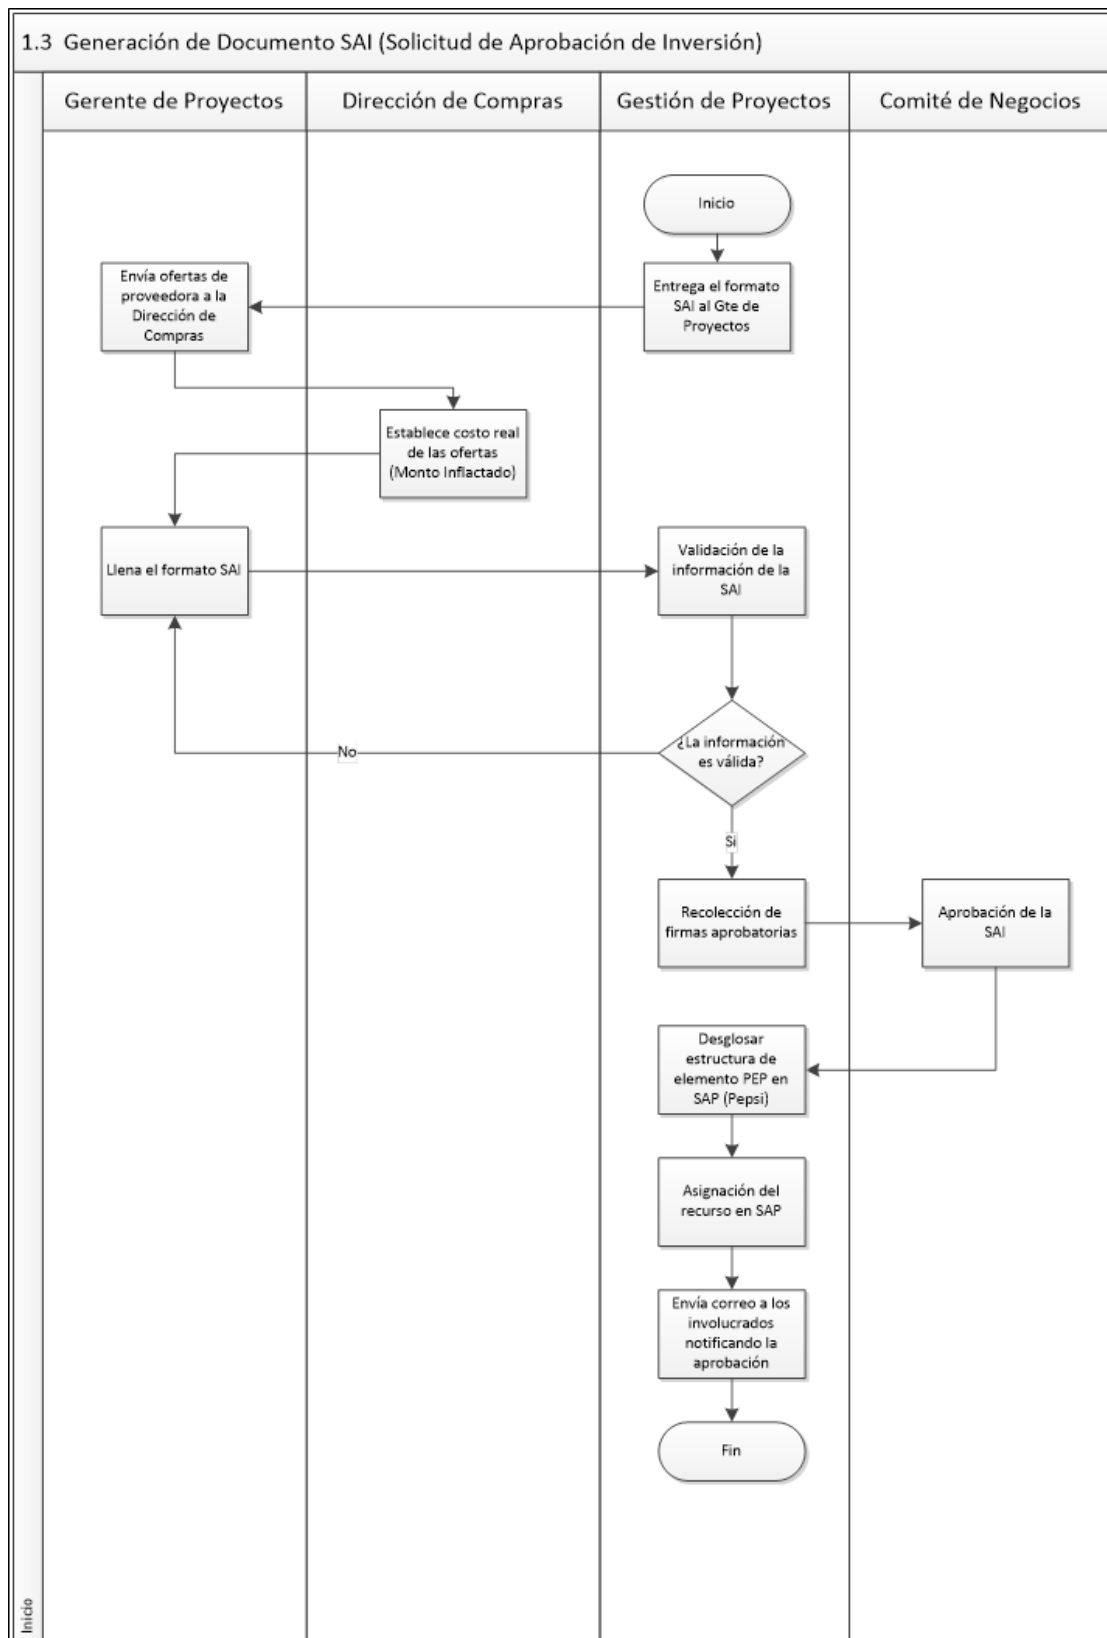 1.3 Generación de Documento SAI (Solicitud de Aprobación de Inversión)
Gerente de Proyectos
Dirección de Compras
Gestión de Proyectos
Comité de Negocios
Inicio
Entrega el formato
SAI al Gte de
Proyectos
Envía ofertas de
proveedora a la
Dirección de
Compras
Establece costo real
de las ofertas
(Monto Inflactado)
Llena el formato SAI
Validación de la
información de la
SAI
¿La información
es válida?
No
Si
Recolección de
firmas aprobatorias
Aprobación de la
SAI
Desglosar
estructura de
elemento PEP en
SAP (Pepsi)
Asignación del
recurso en SAP
Envía correo a los
involucrados
notificando la
aprobación
Fin
Inicio